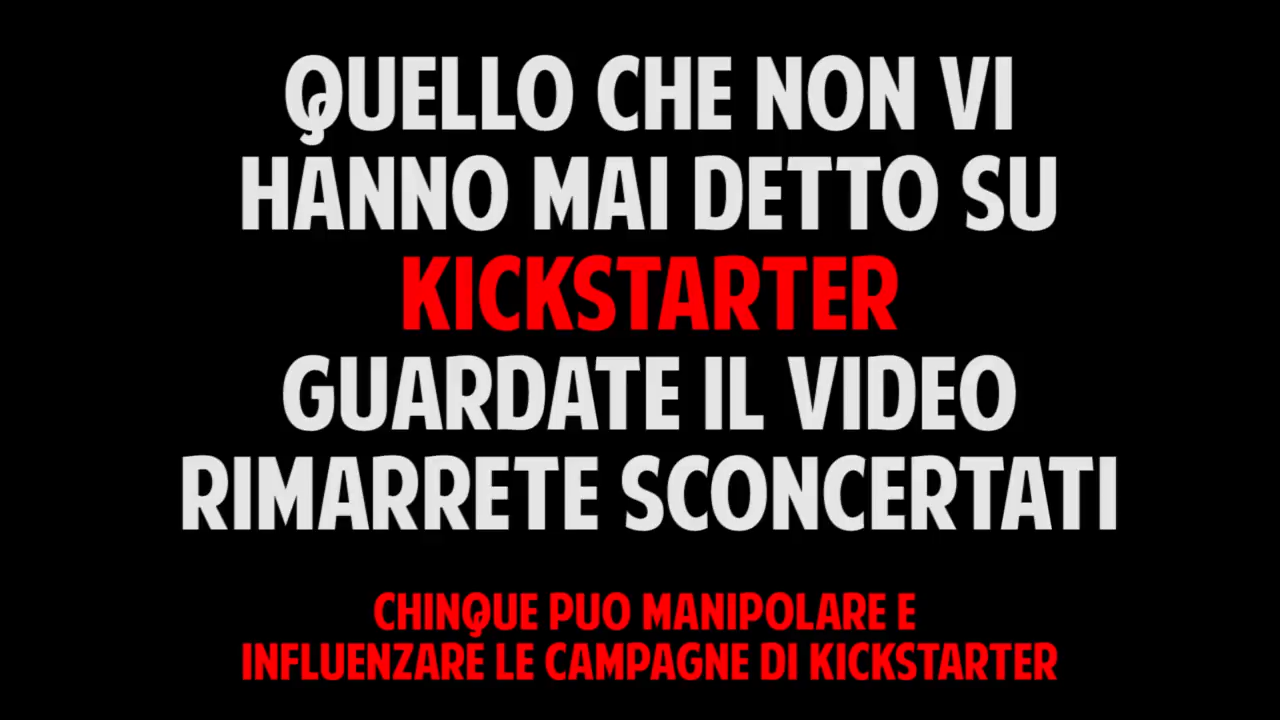 QUELLO CHE NON VI
HANNO MAI DETTO SU
KICKSTARTER
GUARDATE IL VIDEO
RIMARRETE SCONCERTATI
CHINQUE PUO MANIPOLARE E
INFLUENZARE LE CAMPAGNE DI KICKSTARTER